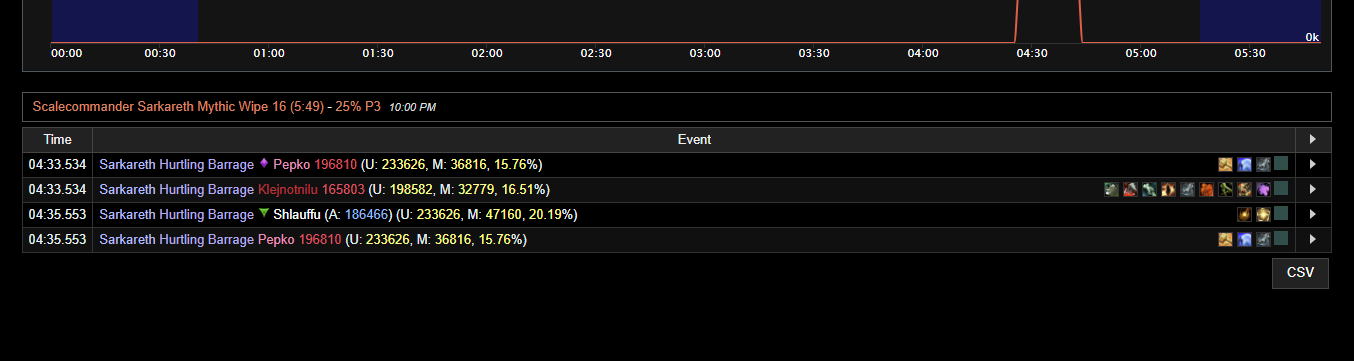 0k
00:00 00:30 01:00 01:30 02:00 02:30 03:00 03:30 04:00 04:30 05:00 05:30
Scalecommander Sarkareth Mythic Wipe 16 (5:49) - 25% P3 10:00 PM
Time Event
04:33.534 Sarkareth Hurtling Barrage Pepko 196810 (U: 233626, M: 36816, 15.76%)
04:33.534 Sarkareth Hurtling Barrage Klejnotnilu 165803 (U: 198582, M: 32779, 16.51%)
04:35.553 Sarkareth Hurtling Barrage Shlauffu (A: 186466) (U: 233626, M: 47160, 20.19%)
04:35.553 Sarkareth Hurtling Barrage Pepko 196810 (U: 233626, M: 36816, 15.76%)
CSV